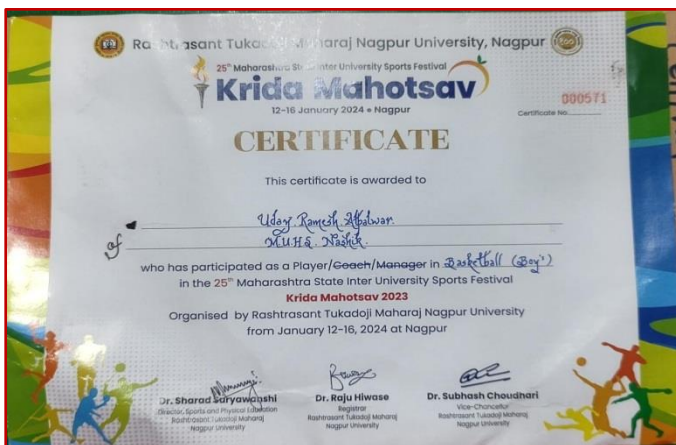 Rashtrasant Tukadoji Maharaj Nagpur University, Nagpur
25th Maharashtra State Inter University Sports Festival
Krida Mahotsav
12-16 January 2024 • Nagpur
000571
Certificate No.
CERTIFICATE
This certificate is awarded to
Uday Ramesh Alpalwar
of M.U.H.S. Nashik.
who has participated as a Player/Coach/Manager in Basketball (Boy's)
in the 25th Maharashtra State Inter University Sports Festival
Krida Mahotsav 2023
Organised by Rashtrasant Tukadoji Maharaj Nagpur University
from January 12-16, 2024 at Nagpur
Dr. Sharad Suryawanshi
Director, Sports and Physical Education
Rashtrasant Tukadoji Maharaj
Nagpur University
Dr. Raju Hiwase
Registrar
Rashtrasant Tukadoji Maharaj
Nagpur University
Dr. Subhash Choudhari
Vice-Chancellor
Rashtrasant Tukadoji Maharaj
Nagpur University